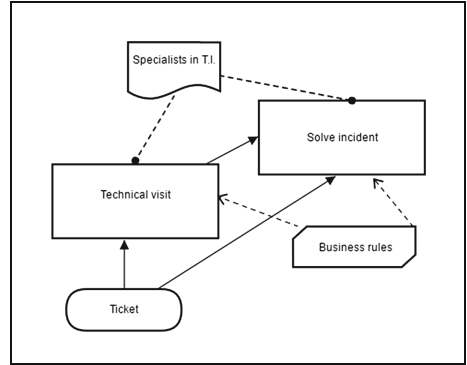 Specialists in T.I.
Solve incident
Technical visit
Business rules
Ticket